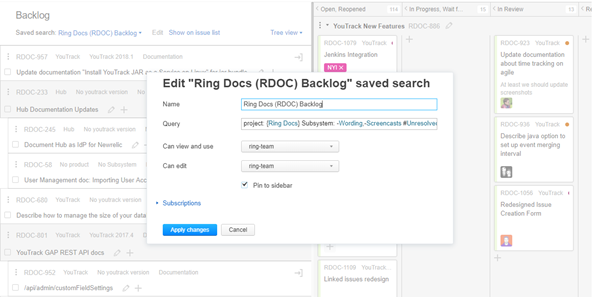 Backlog
Saved search: Ring Docs (RDOC) Backlog
Edit
Show on issue list
Tree view
RDOC-957 YouTrack YouTrack 2018.1 Documentation
Update documentation "Install YouTrack JAR as a Service on Linux" for
RDOC-233 Hub No youtrack version
Hub Documentation Updates
RDOC-245 Hub No youtrack version
Document Hub as IdP for Newrelic
RDOC-58 No product No Subsystem
User Management doc. Importing User Acc
RDOC-680 YouTrack No youtrack version
Describe how to manage the size of your data
RDOC-881 YouTrack YouTrack 2017.4 Documentation
YouTrack GAP REST API docs
RDOC-952 YouTrack No youtrack version Documentation
/api/admin/customFieldSettings
Edit "Ring Docs (RDOC) Backlog" saved search
Name
Ring Docs (RDOC) Backlog
Query
project: {Ring Docs} Subsystem: -Wording,-Screencasts #Unresolve
Can view and use
ring-team
Can edit
ring-team
Pin to sidebar
Subscriptions
Apply changes
Cancel
Open, Reopened 114
In Progress, Wait f... 15
In Review 13
YouTrack New Features RDOC-886
RDOC-1079 YouTrack
Jenkins Integration
NYI X
RDOC-1109 YouTrack...
Linked issues redesign
RDOC-923 YouTrack
Update documentation
about time tracking on
agile
At least we should update
screenshots
RDOC-936 YouTrack
Describe java option to
set up event merging
interval
RDOC-1056 YouTrack
Redesigned Issue
Creation Form